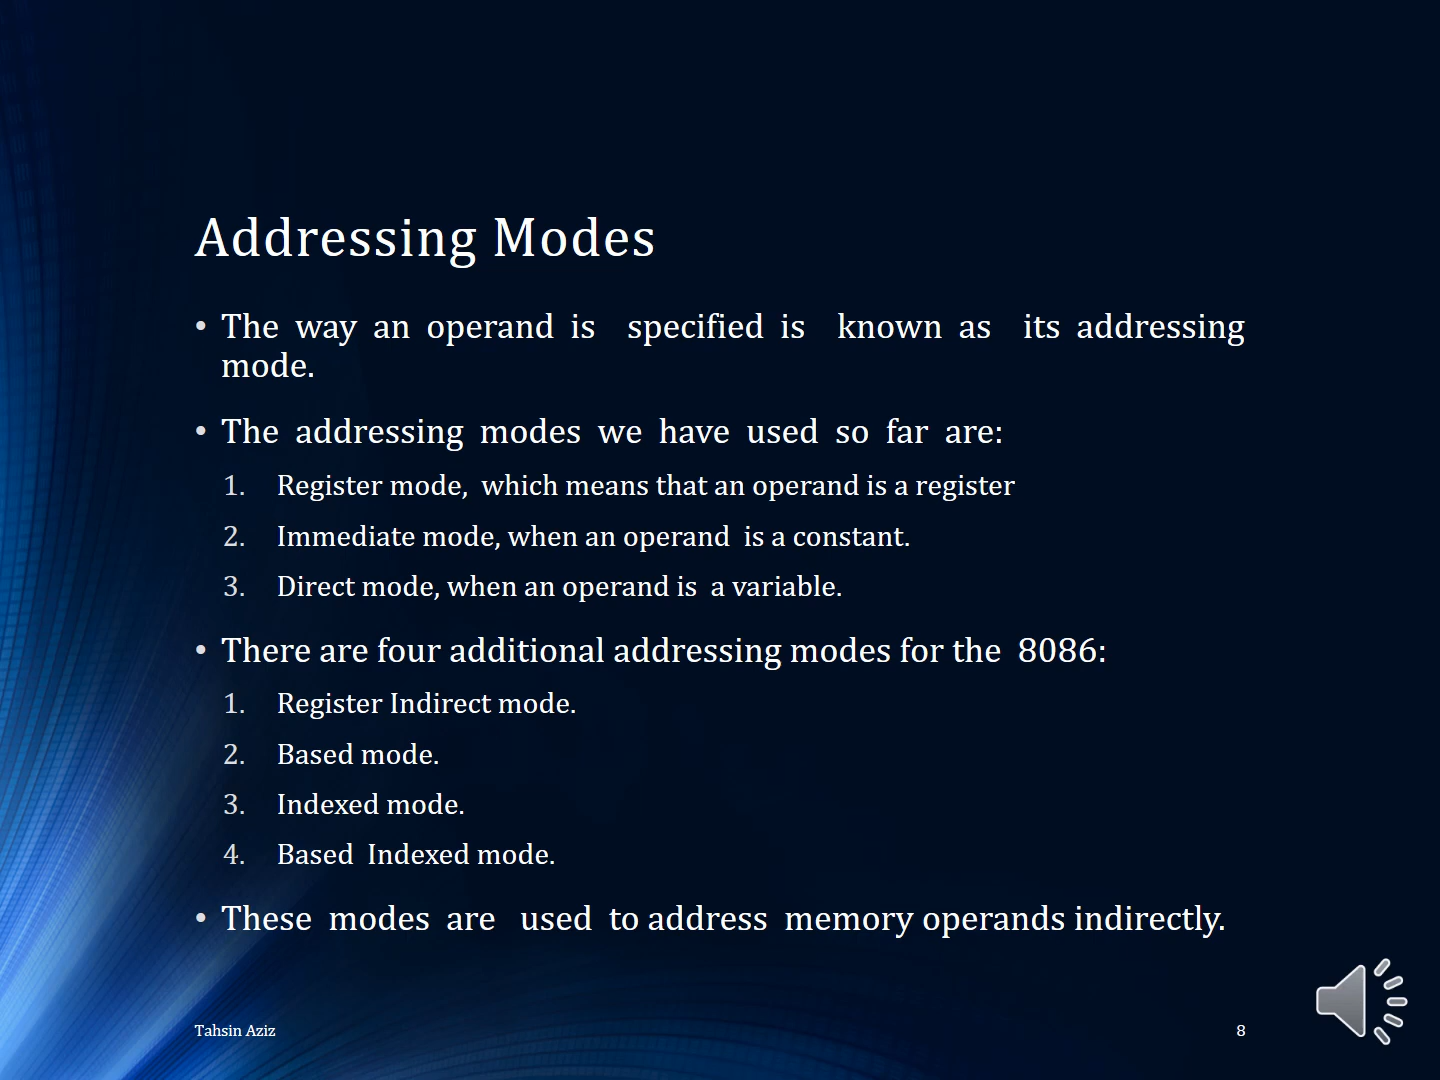 Addressing Modes
• The way an operand is specified is known as its addressing
mode.
• The addressing modes we have used so far are:
1. Register mode, which means that an operand is a register
2. Immediate mode, when an operand is a constant.
3. Direct mode, when an operand is a variable.
• There are four additional addressing modes for the 8086:
1. Register Indirect mode.
2. Based mode.
3. Indexed mode.
4. Based Indexed mode.
• These modes are used to address memory operands indirectly.
Tahsin Aziz
8